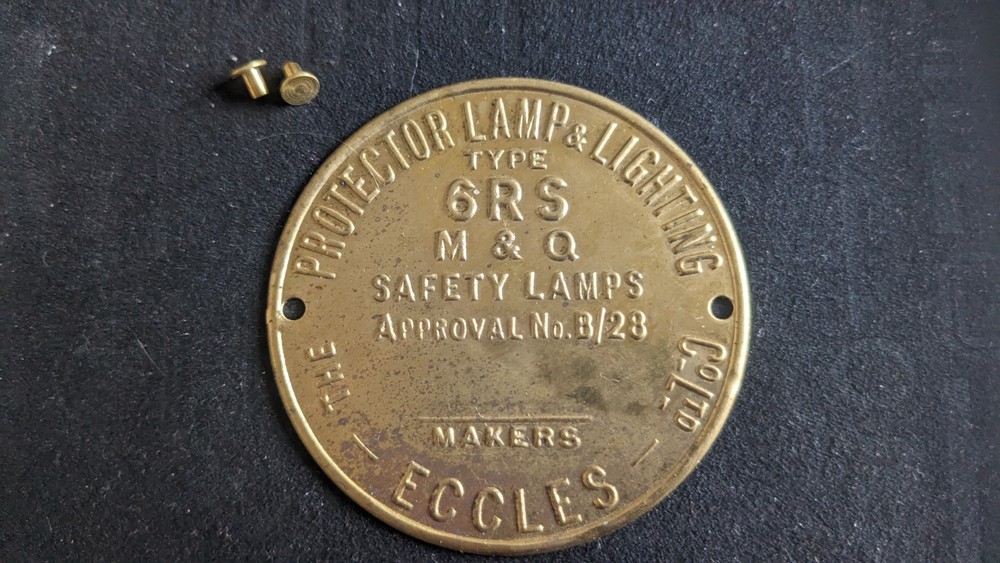 THE PROTECTOR LAMP & LIGHTING CO LTD
TYPE
6RS
M & Q
SAFETY LAMPS
APPROVAL No. B/28
MAKERS
— ECCLES —